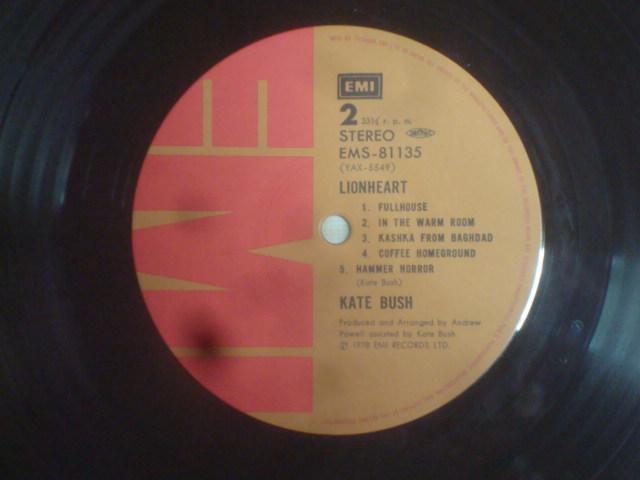 EMI
EMI
2 33⅓ r. p. m.
STEREO
EMS-81135
(YAX-5549)
LIONHEART
1. FULLHOUSE
2. IN THE WARM ROOM
3. KASHKA FROM BAGHDAD
4. COFFEE HOMEGROUND
5. HAMMER HORROR
(Kate Bush)
KATE BUSH
Produced and Arranged by Andrew
Powell assisted by Kate Bush
℗ 1978 EMI RECORDS LTD.